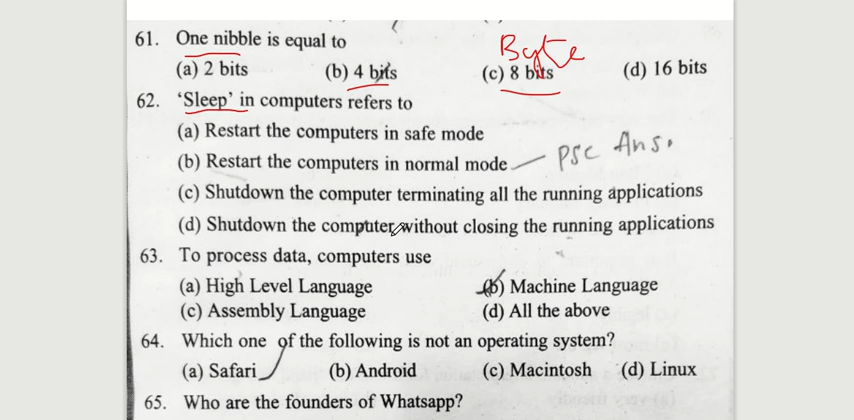 61. One nibble is equal to
Byte
(a) 2 bits (b) 4 bits (c) 8 bits (d) 16 bits
62. 'Sleep' in computers refers to
(a) Restart the computers in safe mode
(b) Restart the computers in normal mode — PSC Ans.
(c) Shutdown the computer terminating all the running applications
(d) Shutdown the computer without closing the running applications
63. To process data, computers use
(a) High Level Language (b) Machine Language
(c) Assembly Language (d) All the above
64. Which one of the following is not an operating system?
(a) Safari (b) Android (c) Macintosh (d) Linux
65. Who are the founders of Whatsapp?